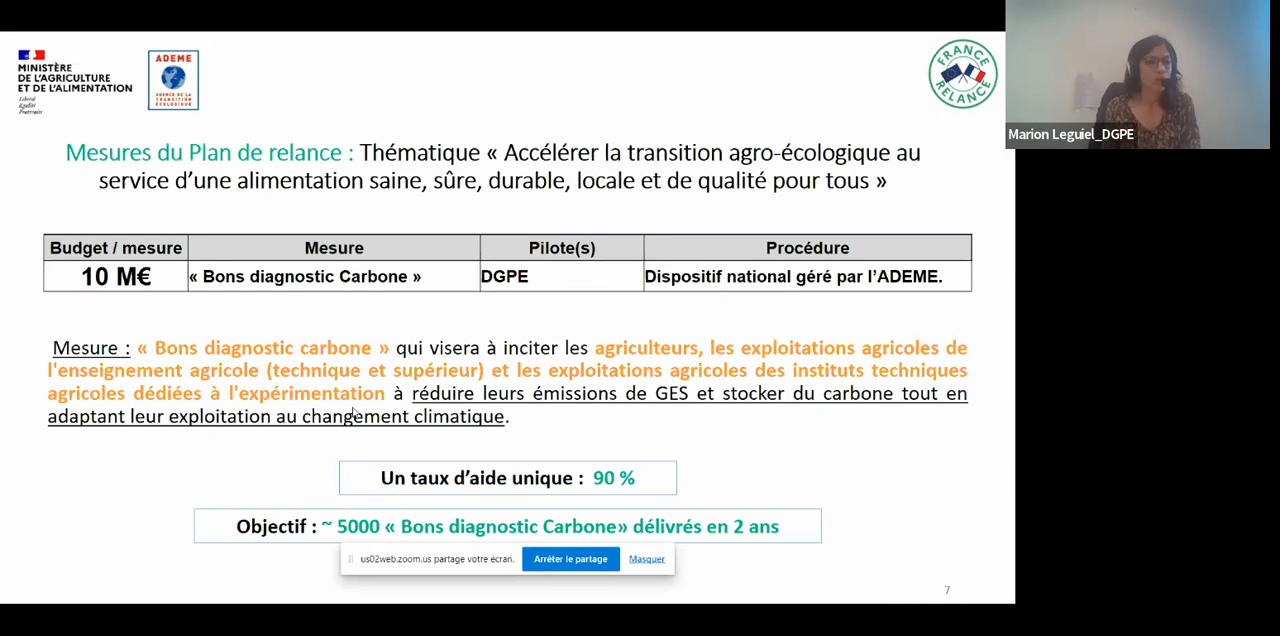 MINISTÈRE
DE L'AGRICULTURE
ET DE L'ALIMENTATION
Liberté
Égalité
Fraternité
ADEME
AGENCE DE LA
TRANSITION
ÉCOLOGIQUE
FRANCE
RELANCE
Marion Leguiel_DGPE
Mesures du Plan de relance : Thématique « Accélérer la transition agro-écologique au
service d'une alimentation saine, sûre, durable, locale et de qualité pour tous »
Budget / mesure Mesure Pilote(s) Procédure
10 M€ « Bons diagnostic Carbone » DGPE Dispositif national géré par l'ADEME.
Mesure : « Bons diagnostic carbone » qui visera à inciter les agriculteurs, les exploitations agricoles de
l'enseignement agricole (technique et supérieur) et les exploitations agricoles des instituts techniques
agricoles dédiées à l'expérimentation à réduire leurs émissions de GES et stocker du carbone tout en
adaptant leur exploitation au changement climatique.
Un taux d'aide unique : 90 %
Objectif : ~ 5000 « Bons diagnostic Carbone» délivrés en 2 ans
us02web.zoom.us partage votre écran. Arrêter le partage Masquer
7